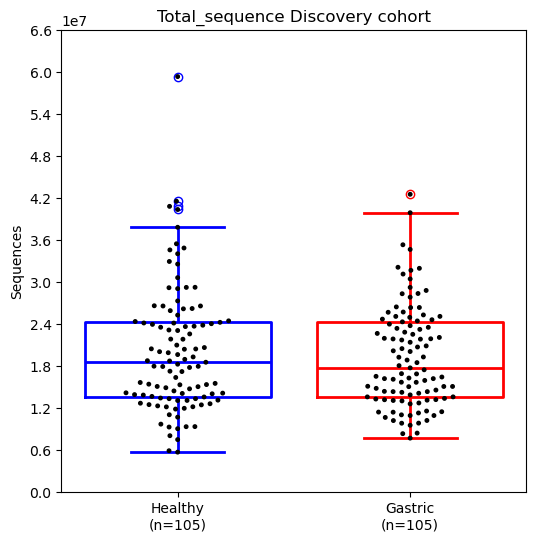 Total_sequence Discovery cohort
1e7
6.6
6.0
5.4
4.8
4.2
3.6
3.0
2.4
1.8
1.2
0.6
0.0
Sequences
Healthy
(n=105)
Gastric
(n=105)